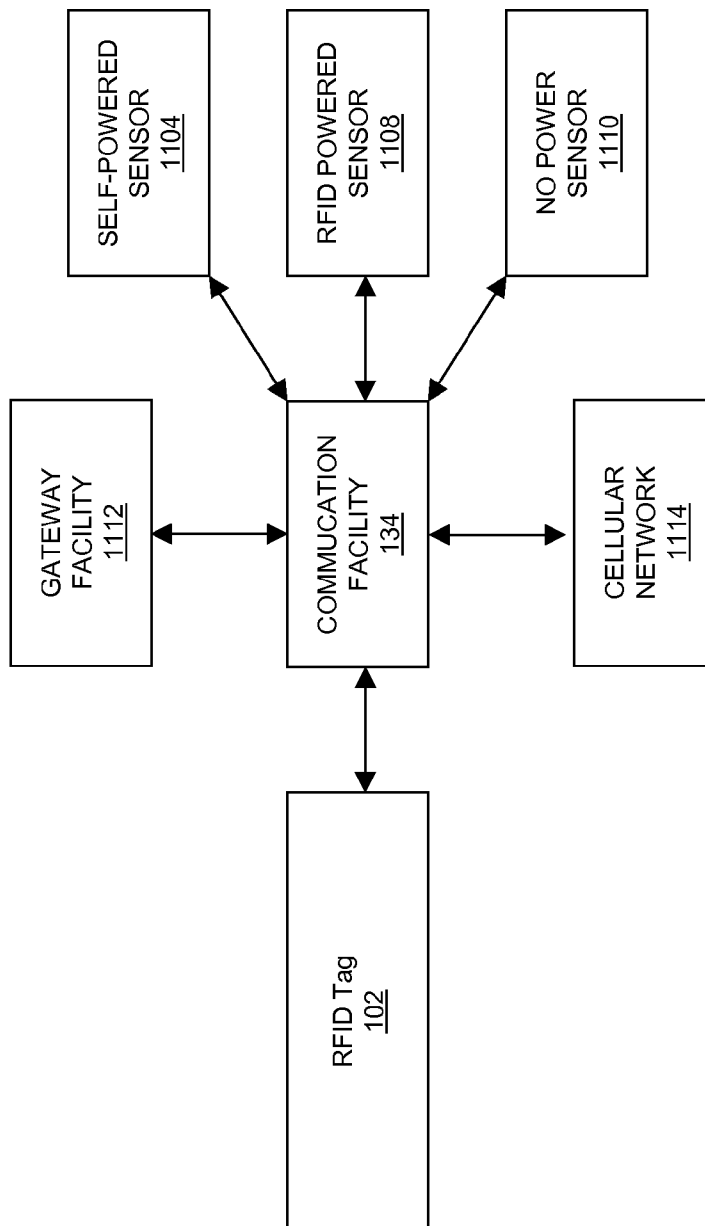 GATEWAY
FACILITY
1112
SELF-POWERED
SENSOR
1104
RFID Tag
102
COMMUCATION
FACILITY
134
RFID POWERED
SENSOR
1108
CELLULAR
NETWORK
1114
NO POWER
SENSOR
1110